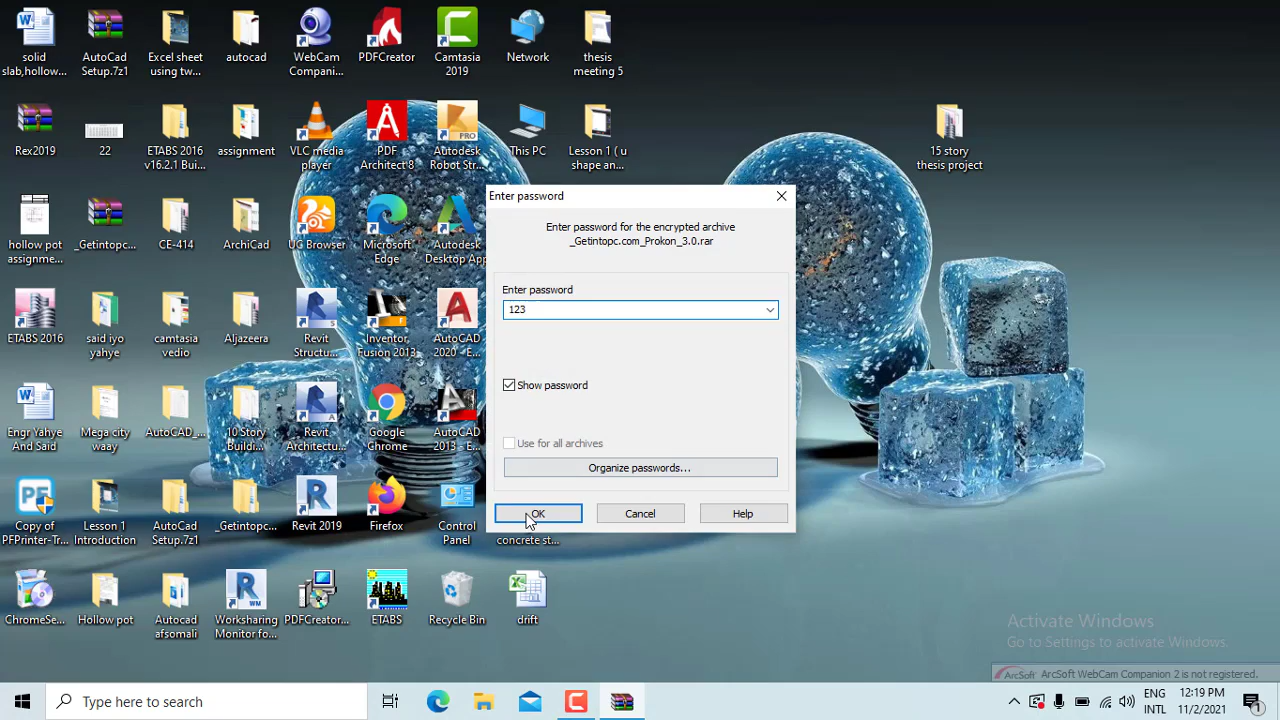 solid
slab,hollow...
AutoCad
Setup.7z1
Excel sheet
using tw...
autocad
WebCam
Compani...
PDFCreator
Camtasia
2019
Network
thesis
meeting 5
Rex2019
22
ETABS 2016
v16.2.1 Bui...
assignment
VLC media
player
PDF
Architect 8
PRO
Autodesk
Robot Str...
This PC
Lesson 1 ( u
shape an...
15 story
thesis project
hollow pot
assignme...
_Getintopc...
CE-414
ArchiCad
UC Browser
Microsoft
Edge
Autodesk
Desktop App
ETABS 2016
said iyo
yahye
camtasia
vedio
Aljazeera
Revit
Structu...
Inventor
Fusion 2013
AutoCAD
2020 - E...
Engr Yahye
And Said
Mega city
waay
AutoCAD_...
10 Story
Buildi...
Revit
Architectu...
Google
Chrome
AutoCAD
2013 - E...
Copy of
PFPrinter-Tr...
Lesson 1
Introduction
AutoCad
Setup.7z1
_Getintopc...
Revit 2019
Firefox
Control
Panel
concrete st...
ChromeSe...
Hollow pot
Autocad
afsomali
WM
Worksharing
Monitor fo...
PDFCreator...
ETABS
Recycle Bin
drift
Enter password
Enter password for the encrypted archive
_Getintopc.com_Prokon_3.0.rar
Enter password
123
Show password
Use for all archives
Organize passwords...
OK
Cancel
Help
Activate Windows
Go to Settings to activate Windows.
ArcSoft ArcSoft WebCam Companion 2 is not registered.
Type here to search
ENG
INTL
12:19 PM
11/2/2021
1